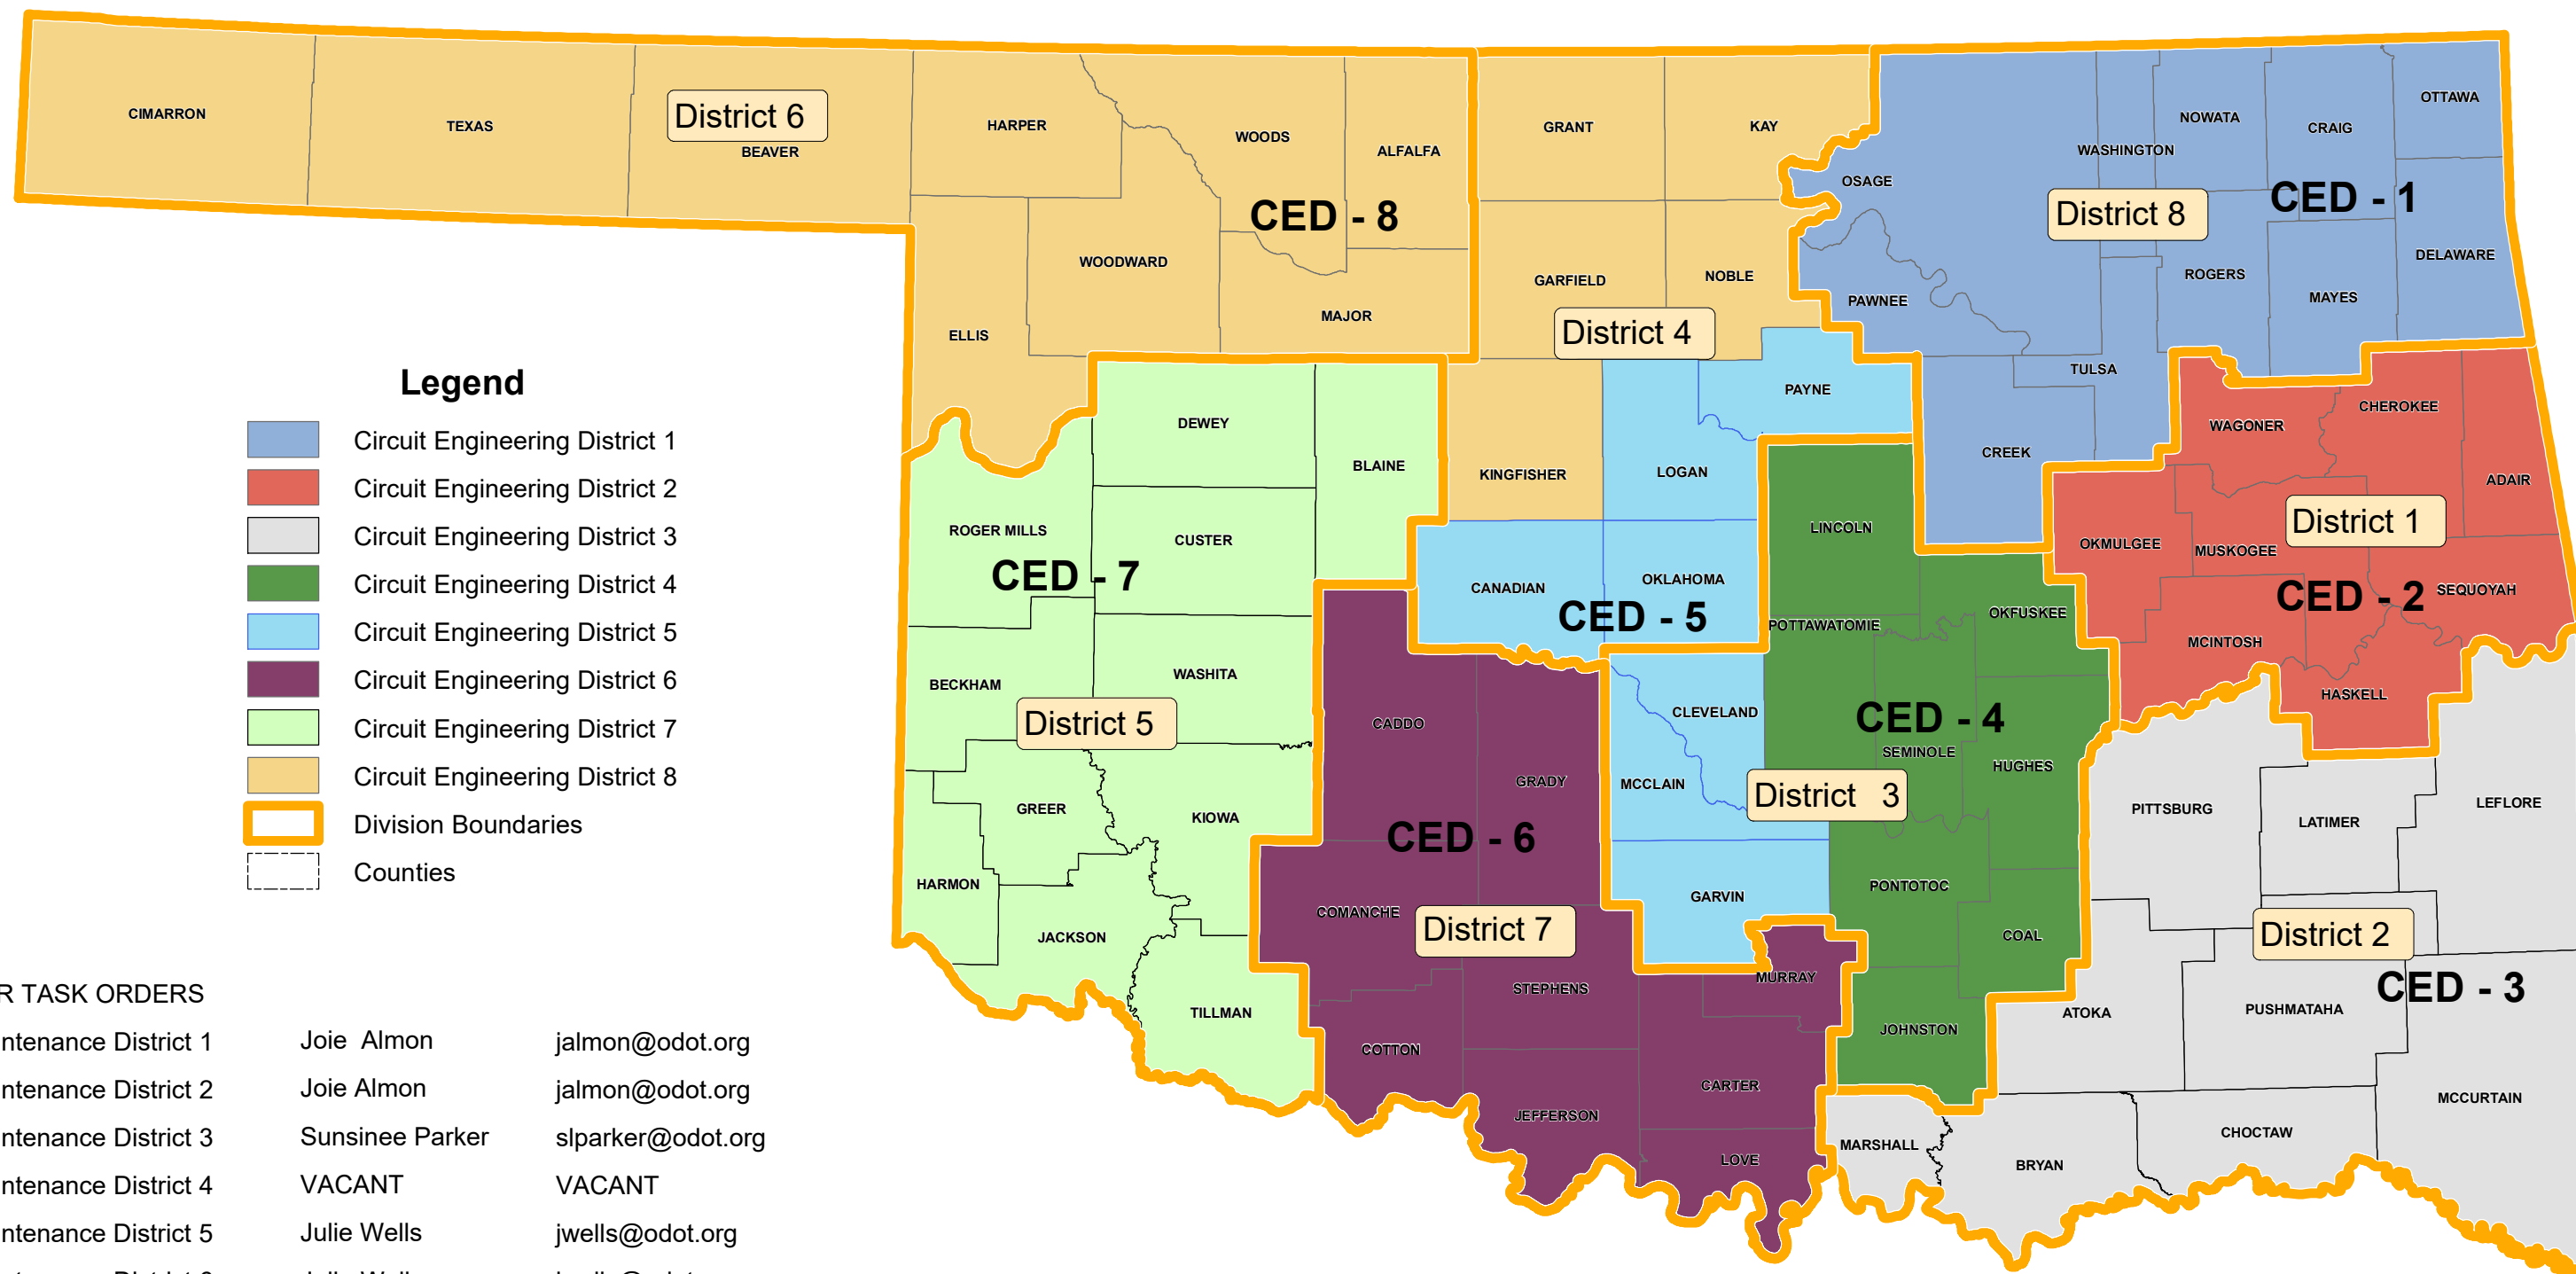 CIMARRON
TEXAS
District 6
BEAVER
HARPER
WOODS
ALFALFA
CED - 8
WOODWARD
MAJOR
ELLIS
GRANT
KAY
GARFIELD
NOBLE
District 4
KINGFISHER
OSAGE
WASHINGTON
NOWATA
CRAIG
OTTAWA
CED - 1
District 8
PAWNEE
ROGERS
MAYES
DELAWARE
TULSA
CREEK
PAYNE
LOGAN
CANADIAN
OKLAHOMA
CED - 5
CLEVELAND
MCCLAIN
GARVIN
WAGONER
CHEROKEE
ADAIR
District 1
OKMULGEE
MUSKOGEE
CED - 2
SEQUOYAH
MCINTOSH
HASKELL
LINCOLN
POTTAWATOMIE
OKFUSKEE
CED - 4
SEMINOLE
HUGHES
District 3
PONTOTOC
COAL
JOHNSTON
DEWEY
BLAINE
ROGER MILLS
CUSTER
CED - 7
BECKHAM
WASHITA
District 5
GREER
KIOWA
HARMON
JACKSON
TILLMAN
CADDO
GRADY
CED - 6
COMANCHE
District 7
STEPHENS
MURRAY
COTTON
CARTER
JEFFERSON
LOVE
PITTSBURG
LATIMER
LEFLORE
District 2
CED - 3
ATOKA
PUSHMATAHA
MCCURTAIN
MARSHALL
BRYAN
CHOCTAW
Legend
Circuit Engineering District 1
Circuit Engineering District 2
Circuit Engineering District 3
Circuit Engineering District 4
Circuit Engineering District 5
Circuit Engineering District 6
Circuit Engineering District 7
Circuit Engineering District 8
Division Boundaries
Counties
R TASK ORDERS
ntenance District 1 Joie Almon jalmon@odot.org
ntenance District 2 Joie Almon jalmon@odot.org
ntenance District 3 Sunsinee Parker slparker@odot.org
ntenance District 4 VACANT VACANT
ntenance District 5 Julie Wells jwells@odot.org